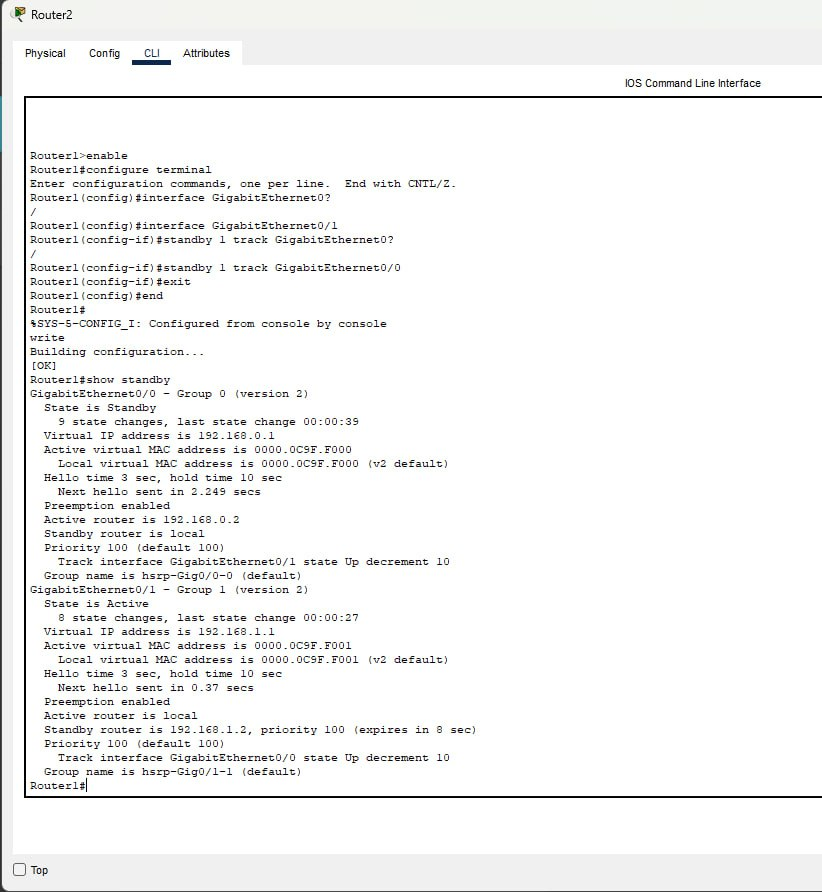 Router2
Physical Config CLI Attributes
IOS Command Line Interface
Router1>enable
Router1#configure terminal
Enter configuration commands, one per line.  End with CNTL/Z.
Router1(config)#interface GigabitEthernet0?
/
Router1(config)#interface GigabitEthernet0/1
Router1(config-if)#standby 1 track GigabitEthernet0?
/
Router1(config-if)#standby 1 track GigabitEthernet0/0
Router1(config-if)#exit
Router1(config)#end
Router1#
%SYS-5-CONFIG_I: Configured from console by console
write
Building configuration...
[OK]
Router1#show standby
GigabitEthernet0/0 - Group 0 (version 2)
  State is Standby
    9 state changes, last state change 00:00:39
  Virtual IP address is 192.168.0.1
  Active virtual MAC address is 0000.0C9F.F000
    Local virtual MAC address is 0000.0C9F.F000 (v2 default)
  Hello time 3 sec, hold time 10 sec
    Next hello sent in 2.249 secs
  Preemption enabled
  Active router is 192.168.0.2
  Standby router is local
  Priority 100 (default 100)
    Track interface GigabitEthernet0/1 state Up decrement 10
  Group name is hsrp-Gig0/0-0 (default)
GigabitEthernet0/1 - Group 1 (version 2)
  State is Active
    8 state changes, last state change 00:00:27
  Virtual IP address is 192.168.1.1
  Active virtual MAC address is 0000.0C9F.F001
    Local virtual MAC address is 0000.0C9F.F001 (v2 default)
  Hello time 3 sec, hold time 10 sec
    Next hello sent in 0.37 secs
  Preemption enabled
  Active router is local
  Standby router is 192.168.1.2, priority 100 (expires in 8 sec)
  Priority 100 (default 100)
    Track interface GigabitEthernet0/0 state Up decrement 10
  Group name is hsrp-Gig0/1-1 (default)
Router1#
Top